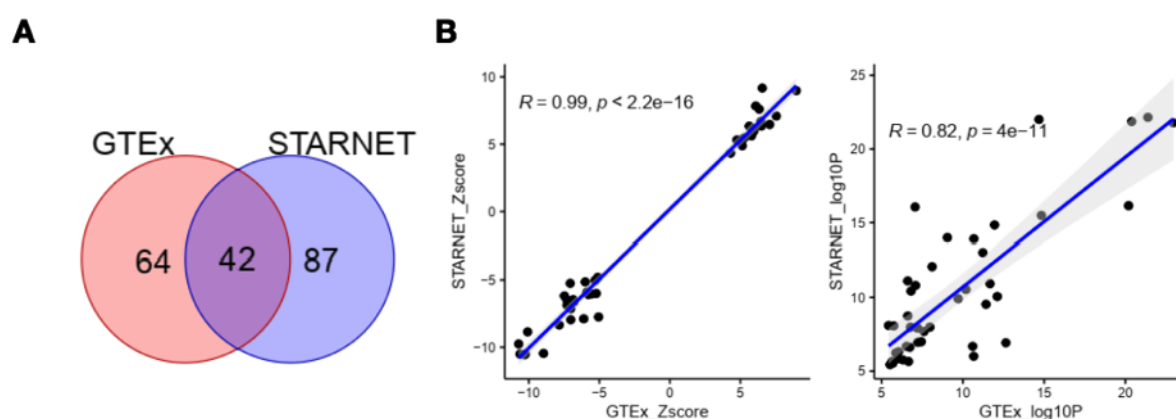 A
GTEx STARNET
64 42 87
B
STARNET_Zscore
10
5
0
−5
−10
R = 0.99, p < 2.2e−16
−10 −5 0 5
GTEx_Zscore
STARNET_log10P
25
20
15
10
5
R = 0.82, p = 4e−11
5 10 15 20
GTEx_log10P